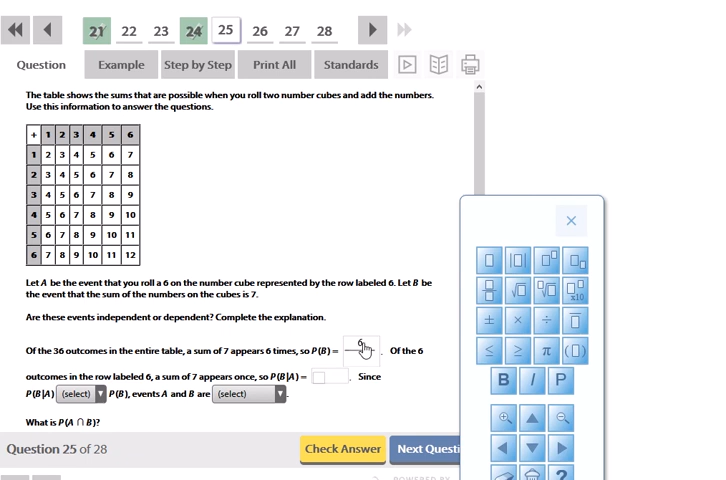 21 22 23 24 25 26 27 28
Question Example Step by Step Print All Standards
The table shows the sums that are possible when you roll two number cubes and add the numbers.
Use this information to answer the questions.
+ 1 2 3 4 5 6
1 2 3 4 5 6 7
2 3 4 5 6 7 8
3 4 5 6 7 8 9
4 5 6 7 8 9 10
5 6 7 8 9 10 11
6 7 8 9 10 11 12
Let A be the event that you roll a 6 on the number cube represented by the row labeled 6. Let B be
the event that the sum of the numbers on the cubes is 7.
Are these events independent or dependent? Complete the explanation.
Of the 36 outcomes in the entire table, a sum of 7 appears 6 times, so P(B) = 6 . Of the 6
outcomes in the row labeled 6, a sum of 7 appears once, so P(B|A) = . Since
P(B|A) (select) P(B), events A and B are (select) .
What is P(A ∩ B)?
Question 25 of 28 Check Answer Next Questi
POWERED BY
×
x10
± × ÷
≤ ≥ π ( )
B I P
?